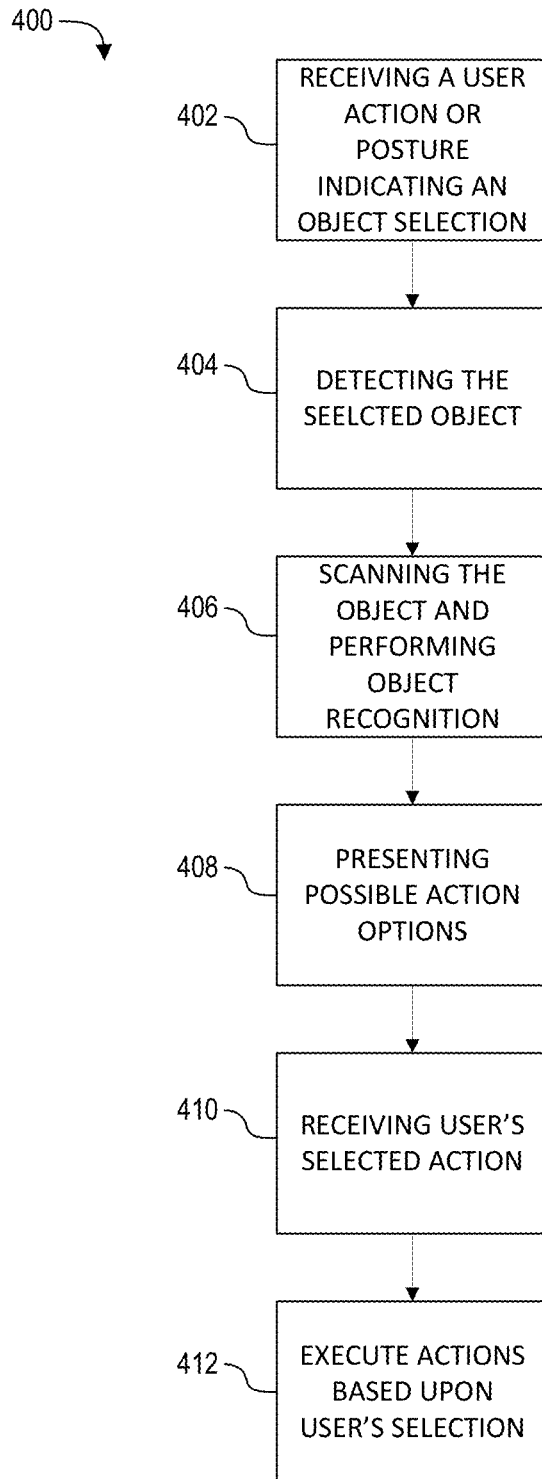 400
402
RECEIVING A USER
ACTION OR
POSTURE
INDICATING AN
OBJECT SELECTION
404
DETECTING THE
SEELCTED OBJECT
406
SCANNING THE
OBJECT AND
PERFORMING
OBJECT
RECOGNITION
408
PRESENTING
POSSIBLE ACTION
OPTIONS
410
RECEIVING USER’S
SELECTED ACTION
412
EXECUTE ACTIONS
BASED UPON
USER’S SELECTION